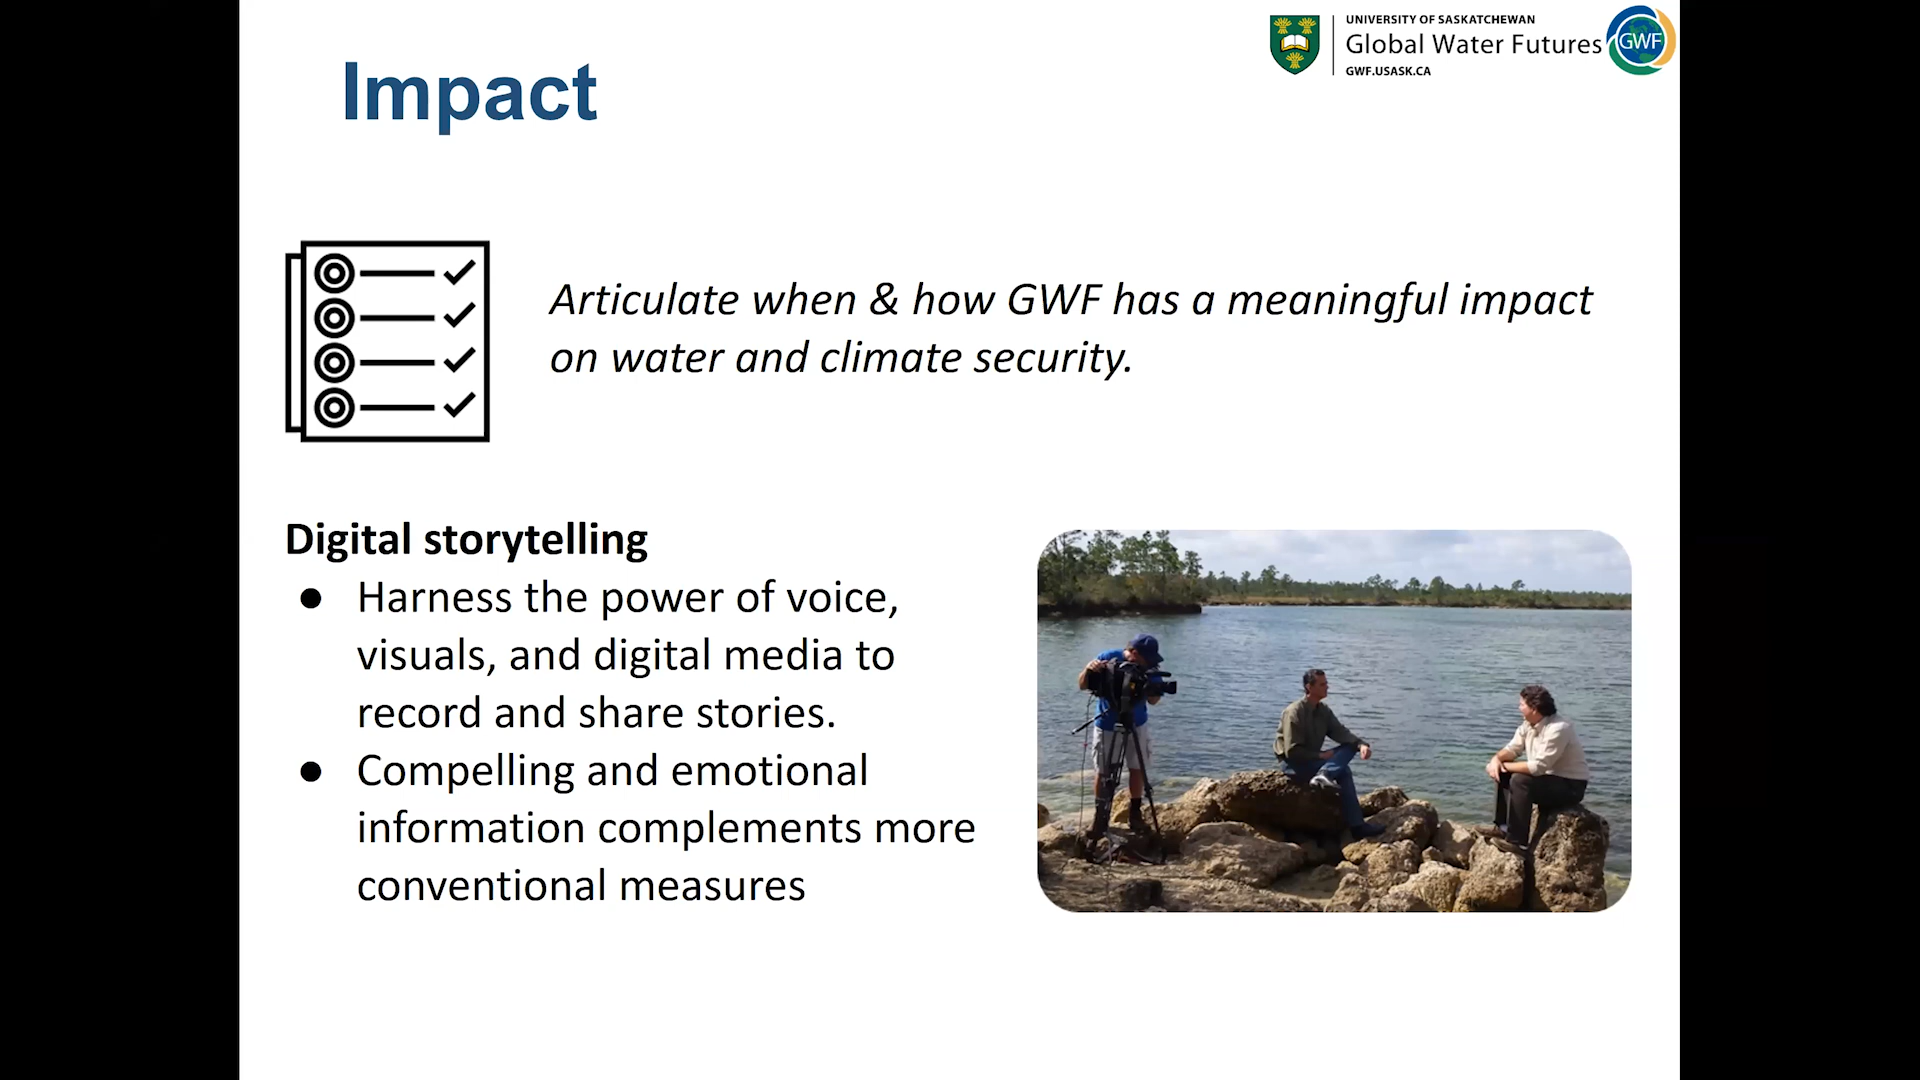 UNIVERSITY OF SASKATCHEWAN
Global Water Futures
GWF.USASK.CA
GWF
Impact
Articulate when & how GWF has a meaningful impact
on water and climate security.
Digital storytelling
● Harness the power of voice,
visuals, and digital media to
record and share stories.
● Compelling and emotional
information complements more
conventional measures